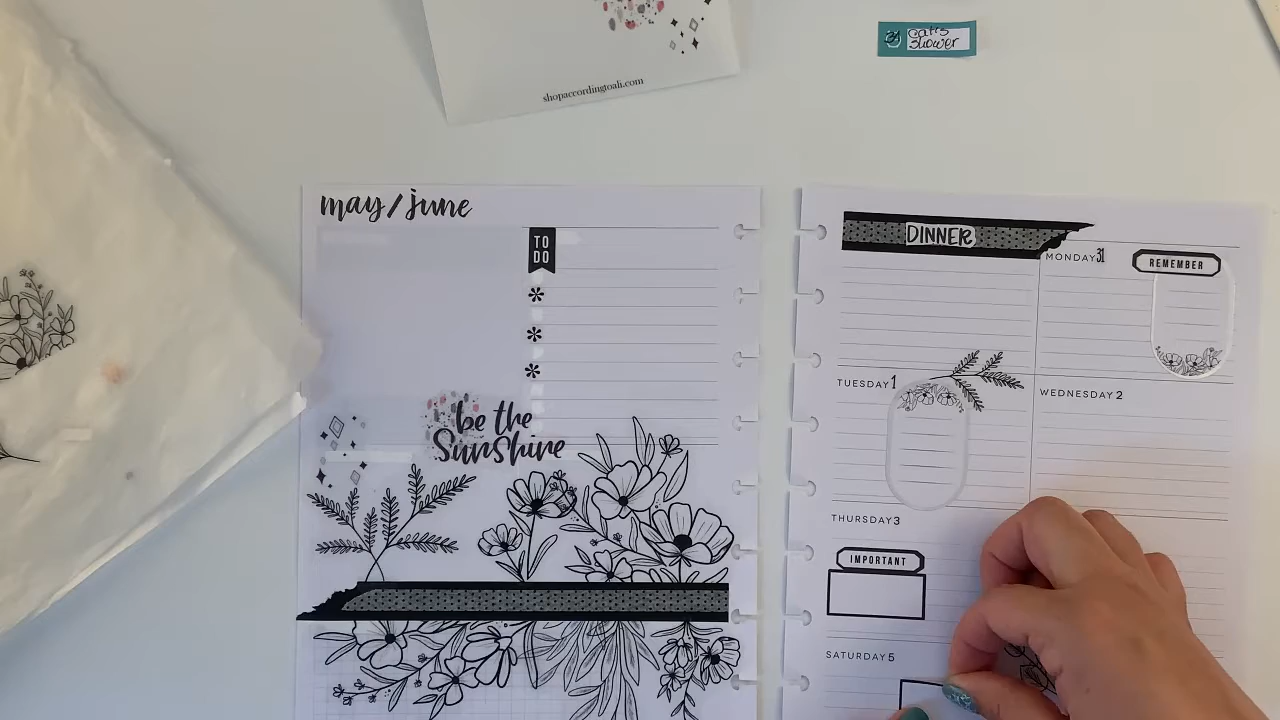 shopaccordingtoali.com
31
cat's
shower
may/june
TO
DO
*
*
*
be the
Sunshine
DINNER
MONDAY 31
REMEMBER
TUESDAY 1
WEDNESDAY 2
THURSDAY 3
IMPORTANT
SATURDAY 5